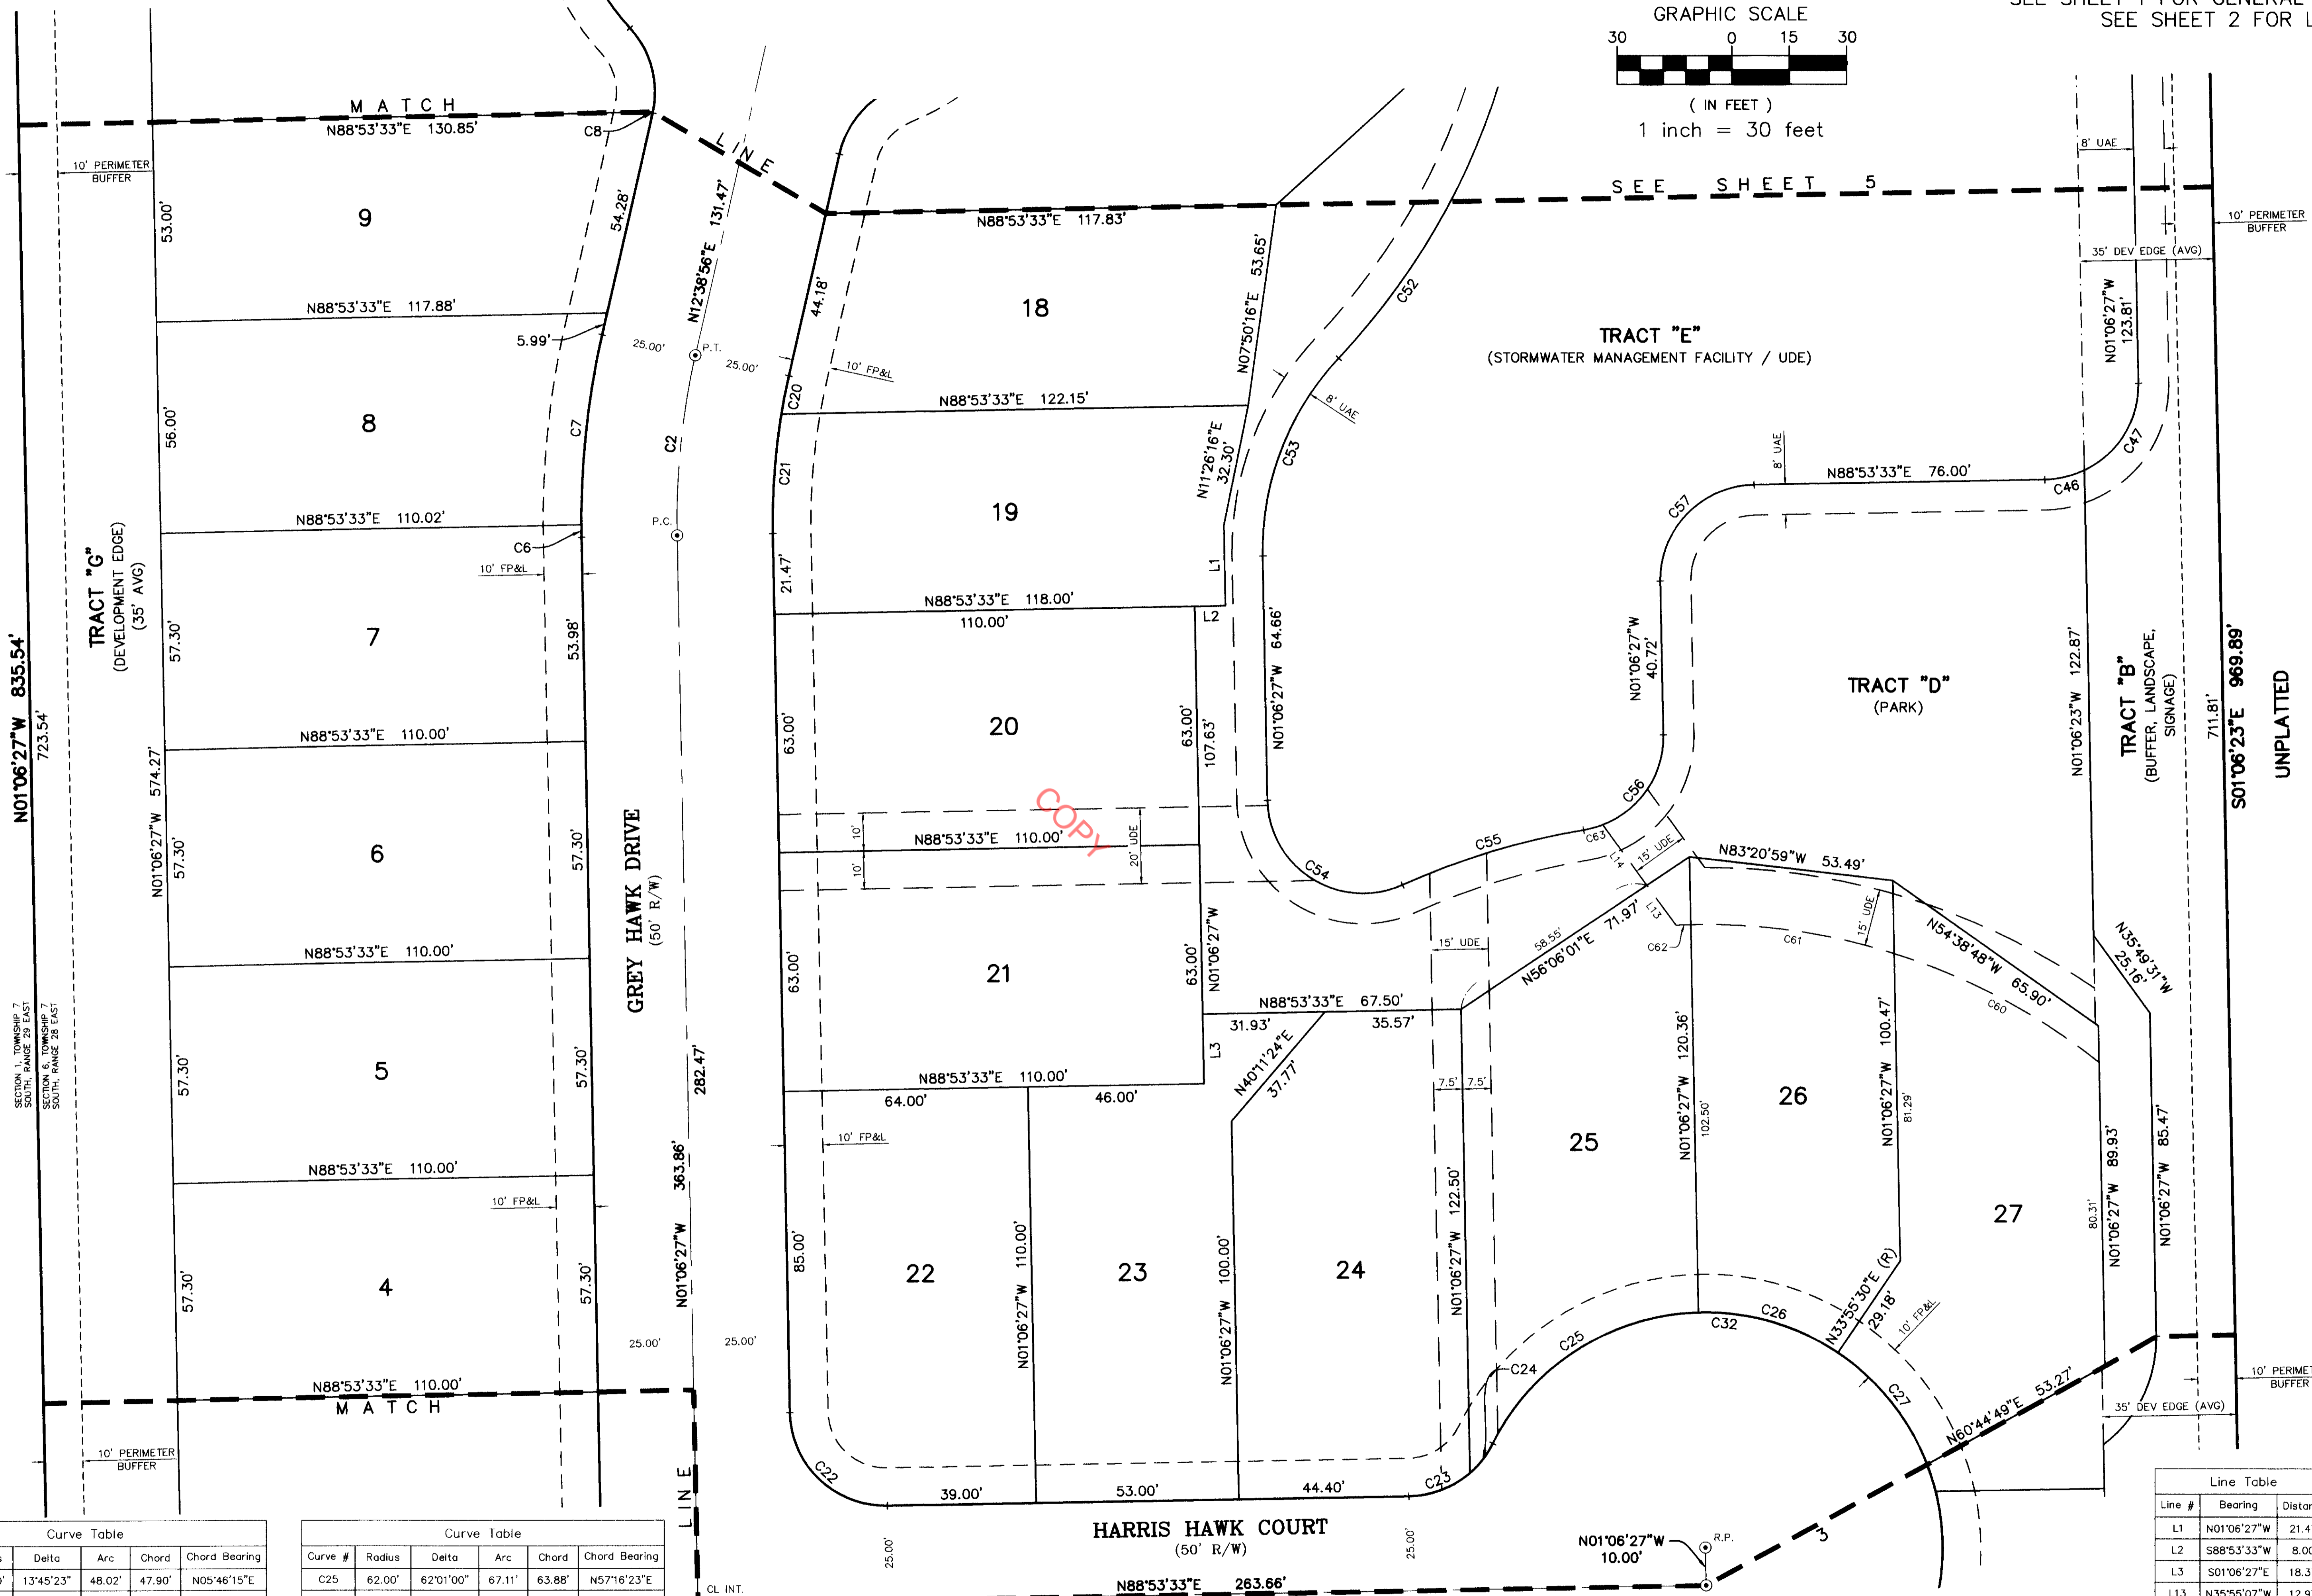 GRAPHIC SCALE
30 0 15 30
( IN FEET )
1 inch = 30 feet
SEE SHEET 2 FOR
MATCH
N88°53'33"E 130.85'
C8
LINE
SEE SHEET 5
10' PERIMETER
BUFFER
53.00'
9
54.28'
N12°38'56"E 131.47'
N88°53'33"E 117.83'
44.18'
18
N07°50'16"E 53.65'
C52
TRACT "E"
(STORMWATER MANAGEMENT FACILITY / UDE)
8' UAE
10' PERIMETER
BUFFER
35' DEV EDGE (AVG)
N01°06'27"W
123.81'
N88°53'33"E 117.88'
5.99'
25.00'
P.T.
25.00'
10' FP&L
C20
N88°53'33"E 122.15'
8' UAE
56.00'
8
C7
C2
C21
19
N11°26'16"E
32.30'
C53
8' UAE
N88°53'33"E 76.00'
C46
C47
C57
N88°53'33"E 110.02'
C6
P.C.
10' FP&L
TRACT "G"
(DEVELOPMENT EDGE)
(35' AVG)
21.47'
L1
N88°53'33"E 118.00'
110.00'
L2
N01°06'27"W 835.54'
723.54'
57.30'
7
53.98'
N01°06'27"W 64.66'
N01°06'27"W
40.72'
TRACT "D"
(PARK)
N01°06'23"W 122.87'
TRACT "B"
(BUFFER, LANDSCAPE,
SIGNAGE)
711.81'
S01°06'23"E 969.89'
UNPLATTED
N88°53'33"E 110.00'
N01°06'27"W 574.27'
63.00'
20
63.00'
107.63'
COPY
57.30'
6
57.30'
GREY HAWK DRIVE
(50' R/W)
10'
10'
N88°53'33"E 110.00'
20' UDE
C54
C55
C56
C63
L14
15' UDE
N83°20'59"W 53.49'
N88°53'33"E 110.00'
63.00'
21
63.00'
N01°06'27"W
15' UDE
58.55'
N56°06'01"E 71.97'
L13
C62
C61
15' UDE
N54°38'48"W 65.90'
C60
N35°49'31"W
25.16'
SECTION 1, TOWNSHIP 7
SOUTH, RANGE 29 EAST
SECTION 6, TOWNSHIP 7
SOUTH, RANGE 28 EAST
57.30'
5
57.30'
282.47'
N88°53'33"E 67.50'
31.93'
35.57'
L3
N40°11'24"E
37.77'
N88°53'33"E 110.00'
64.00'
46.00'
7.5'
7.5'
N01°06'27"W 120.36'
102.50'
26
N01°06'27"W 100.47'
81.29'
25
10' FP&L
N88°53'33"E 110.00'
10' FP&L
57.30'
4
57.30'
N01°06'27"W 363.86'
85.00'
22
N01°06'27"W 110.00'
23
N01°06'27"W 100.00'
24
N01°06'27"W 122.50'
27
80.31'
N01°06'27"W 89.93'
N01°06'27"W 85.47'
N33°55'30"E (R)
29.18'
10' FP&L
25.00'
25.00'
C24
C25
C32
C26
C27
N88°53'33"E 110.00'
MATCH
LINE
10' PERIMETER
BUFFER
10'
BUFFER
35' DEV EDGE (AVG)
N60°44'49"E 53.27'
C22
39.00'
53.00'
44.40'
C23
HARRIS HAWK COURT
(50' R/W)
25.00'
25.00'
N01°06'27"W
10.00'
R.P.
3
N88°53'33"E 263.66'
CL INT.
Curve Table
Delta Arc Chord Chord Bearing
13°45'23" 48.02' 47.90' N05°46'15"E
Curve Table
Curve # Radius Delta Arc Chord Chord Bearing
C25 62.00' 62°01'00" 67.11' 63.88' N57°16'23"E
Line Table
Line # Bearing
L1 N01°06'27"W
L2 S88°53'33"W
L3 S01°06'27"E
L13 N35°55'07"W